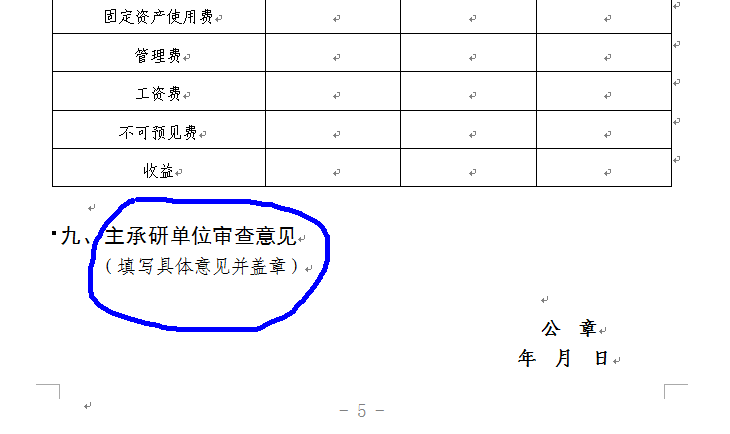 固定资产使用费
管理费
工资费
不可预见费
收益
九、主承研单位审查意见
（填写具体意见并盖章）
公 章
年 月 日
- 5 -